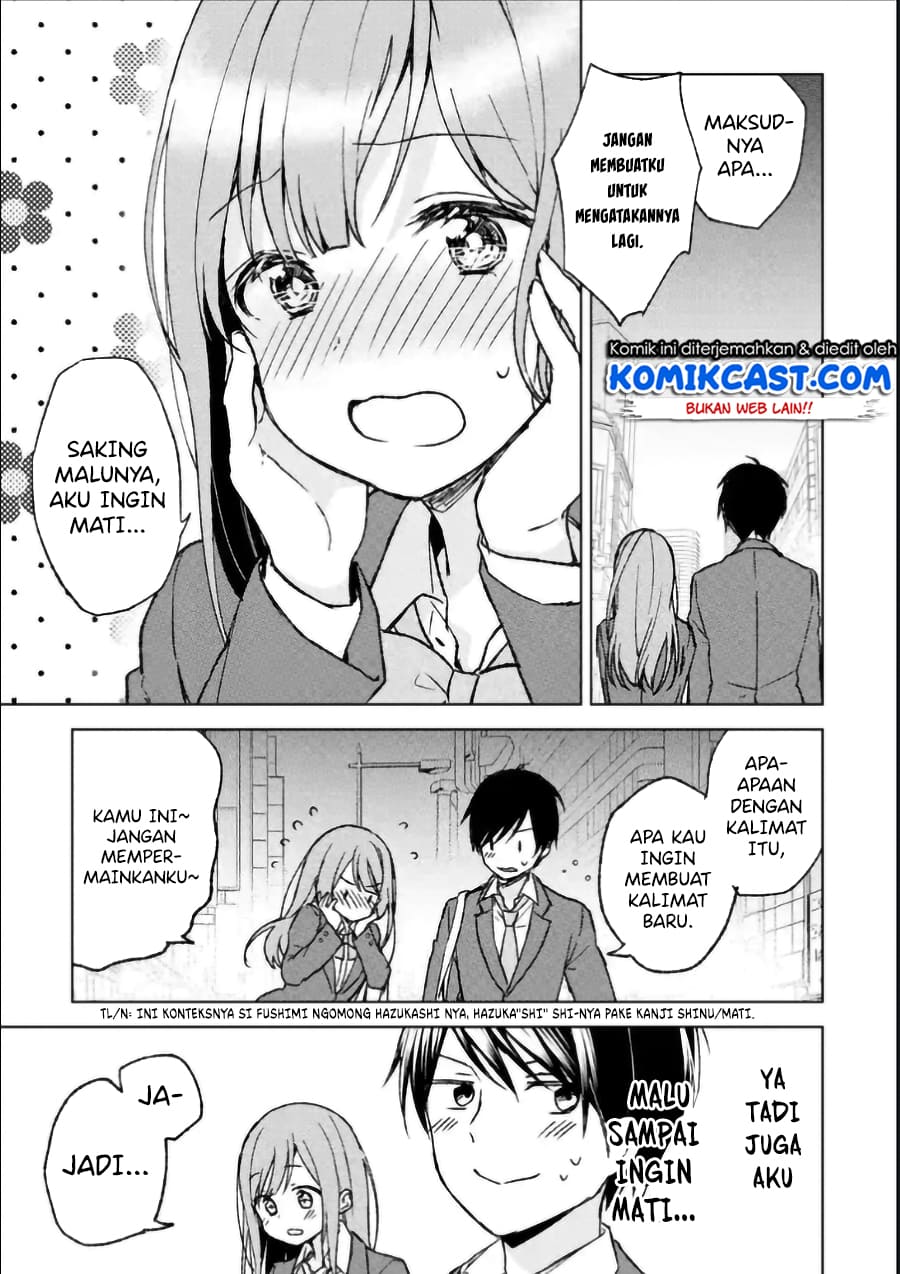 MAKSUD-
NYA
APA...
JANGAN
MEMBUATKU
UNTUK
MENGATAKANNYA
LAGI.
Komik ini diterjemahkan & diedit oleh
KOMIKCAST.COM
BUKAN WEB LAIN!!
SAKING
MALUNYA,
AKU INGIN
MATI...
APA-
APAAN
DENGAN
KALIMAT
ITU,
APA KAU
INGIN
MEMBUAT
KALIMAT
BARU.
KAMU INI~
JANGAN
MEMPER-
MAINKANKU~
TL/N: INI KONTEKSNYA SI FUSHIMI NGOMONG HAZUKASHI NYA, HAZUKA"SHI" SHI-NYA PAKE KANJI SHINU/MATI.
YA
TADI
JUGA
AKU
MALU
SAMPAI
INGIN
MATI...
JA-
JADI...